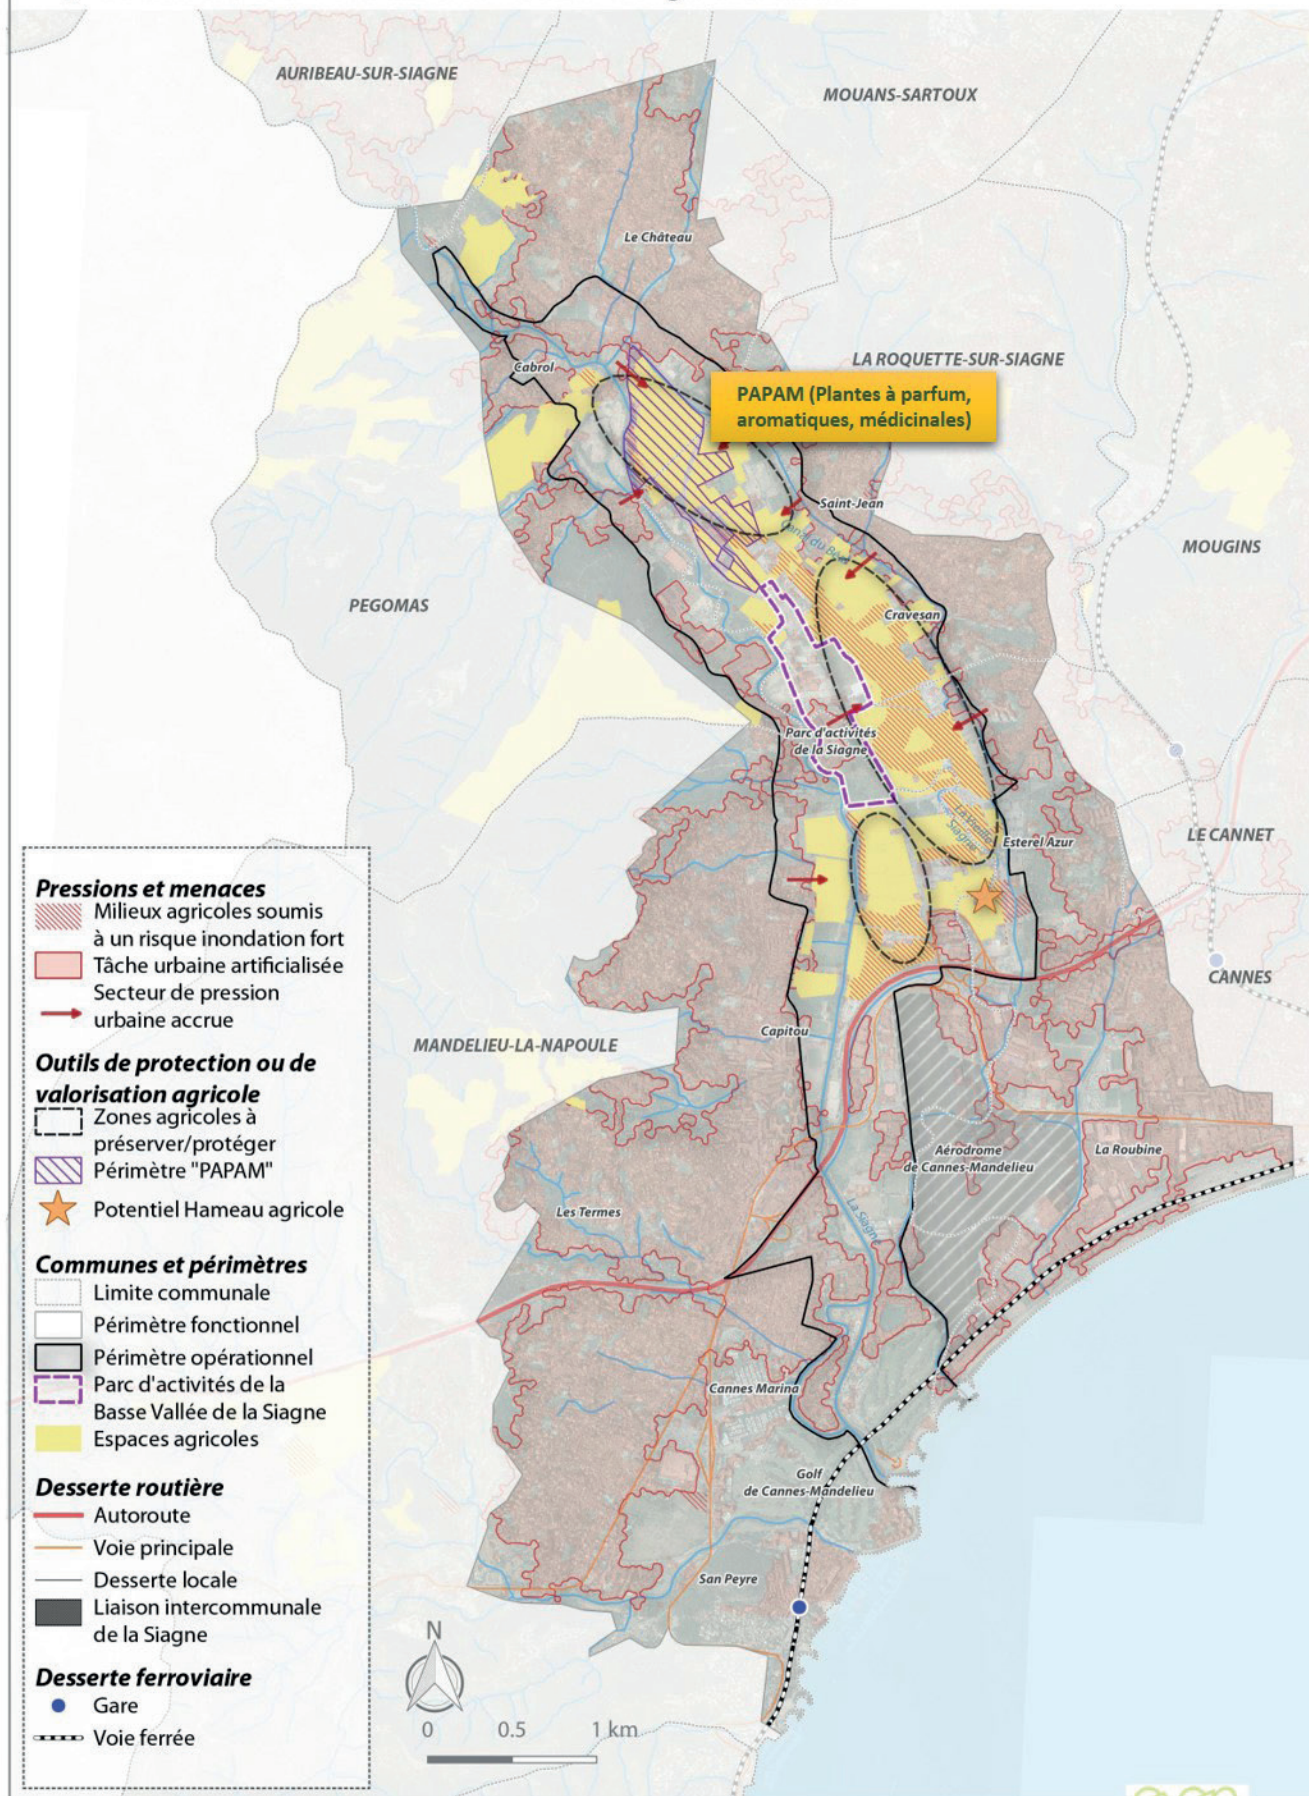 AURIBEAU-SUR-SIAGNE
MOUANS-SARTOUX
Le Château
LA ROQUETTE-SUR-SIAGNE
Cabrol
PAPAM (Plantes à parfum,
aromatiques, médicinales)
Saint-Jean
MOUGINS
PEGOMAS
Cravesan
Parc d'activités
de la Siagne
Siagne
Esterel Azur
LE CANNET
CANNES
Capitou
MANDELIEU-LA-NAPOULE
Aérodrome
de Cannes-Mandelieu
La Roubine
Les Termes
La Siagne
Cannes Marina
Golf
de Cannes-Mandelieu
San Peyre
Pressions et menaces
Milieux agricoles soumis
à un risque inondation fort
Tâche urbaine artificialisée
Secteur de pression
urbaine accrue
Outils de protection ou de
valorisation agricole
Zones agricoles à
préserver/protéger
Périmètre "PAPAM"
Potentiel Hameau agricole
Communes et périmètres
Limite communale
Périmètre fonctionnel
Périmètre opérationnel
Parc d'activités de la
Basse Vallée de la Siagne
Espaces agricoles
Desserte routière
Autoroute
Voie principale
Desserte locale
Liaison intercommunale
de la Siagne
Desserte ferroviaire
Gare
Voie ferrée
N
0 0.5 1 km